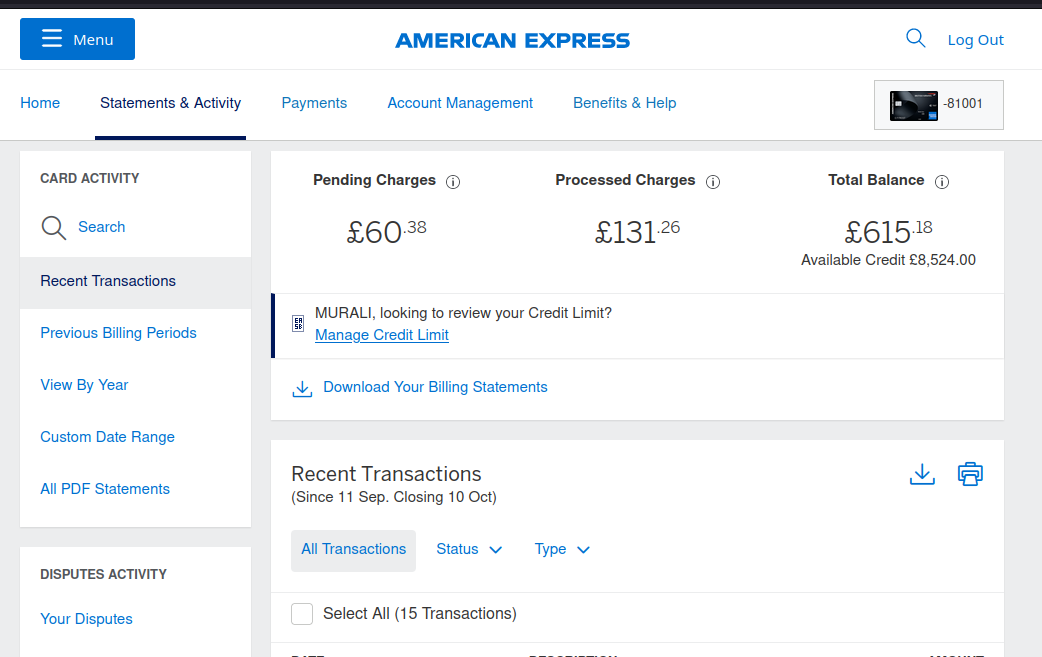 Menu
AMERICAN EXPRESS
Log Out
Home
Statements & Activity
Payments
Account Management
Benefits & Help
-81001
CARD ACTIVITY
Search
Recent Transactions
Previous Billing Periods
View By Year
Custom Date Range
All PDF Statements
DISPUTES ACTIVITY
Your Disputes
Pending Charges
£60.38
Processed Charges
£131.26
Total Balance
£615.18
Available Credit £8,524.00
MURALI, looking to review your Credit Limit?
Manage Credit Limit
Download Your Billing Statements
Recent Transactions
(Since 11 Sep. Closing 10 Oct)
All Transactions
Status
Type
Select All (15 Transactions)
DATE
DESCRIPTION
AMOUNT